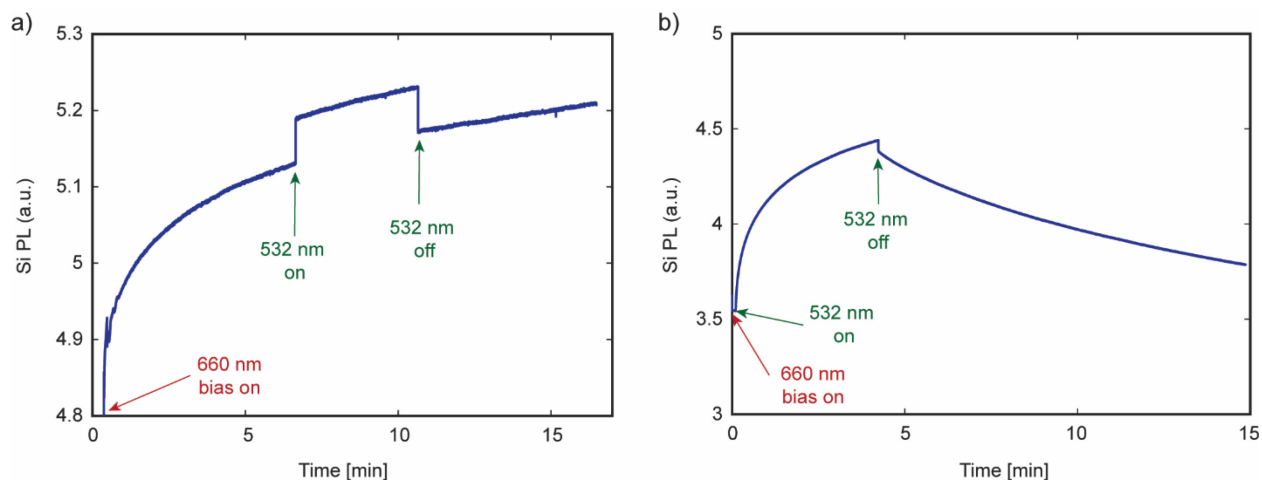 a)
5.3
5.2
5.1
5
4.9
4.8
Si PL (a.u.)
532 nm
on
532 nm
off
660 nm
bias on
0
5
10
15
Time [min]
b)
5
4.5
4
3.5
3
Si PL (a.u.)
532 nm
off
532 nm
on
660 nm
bias on
0
5
10
15
Time [min]